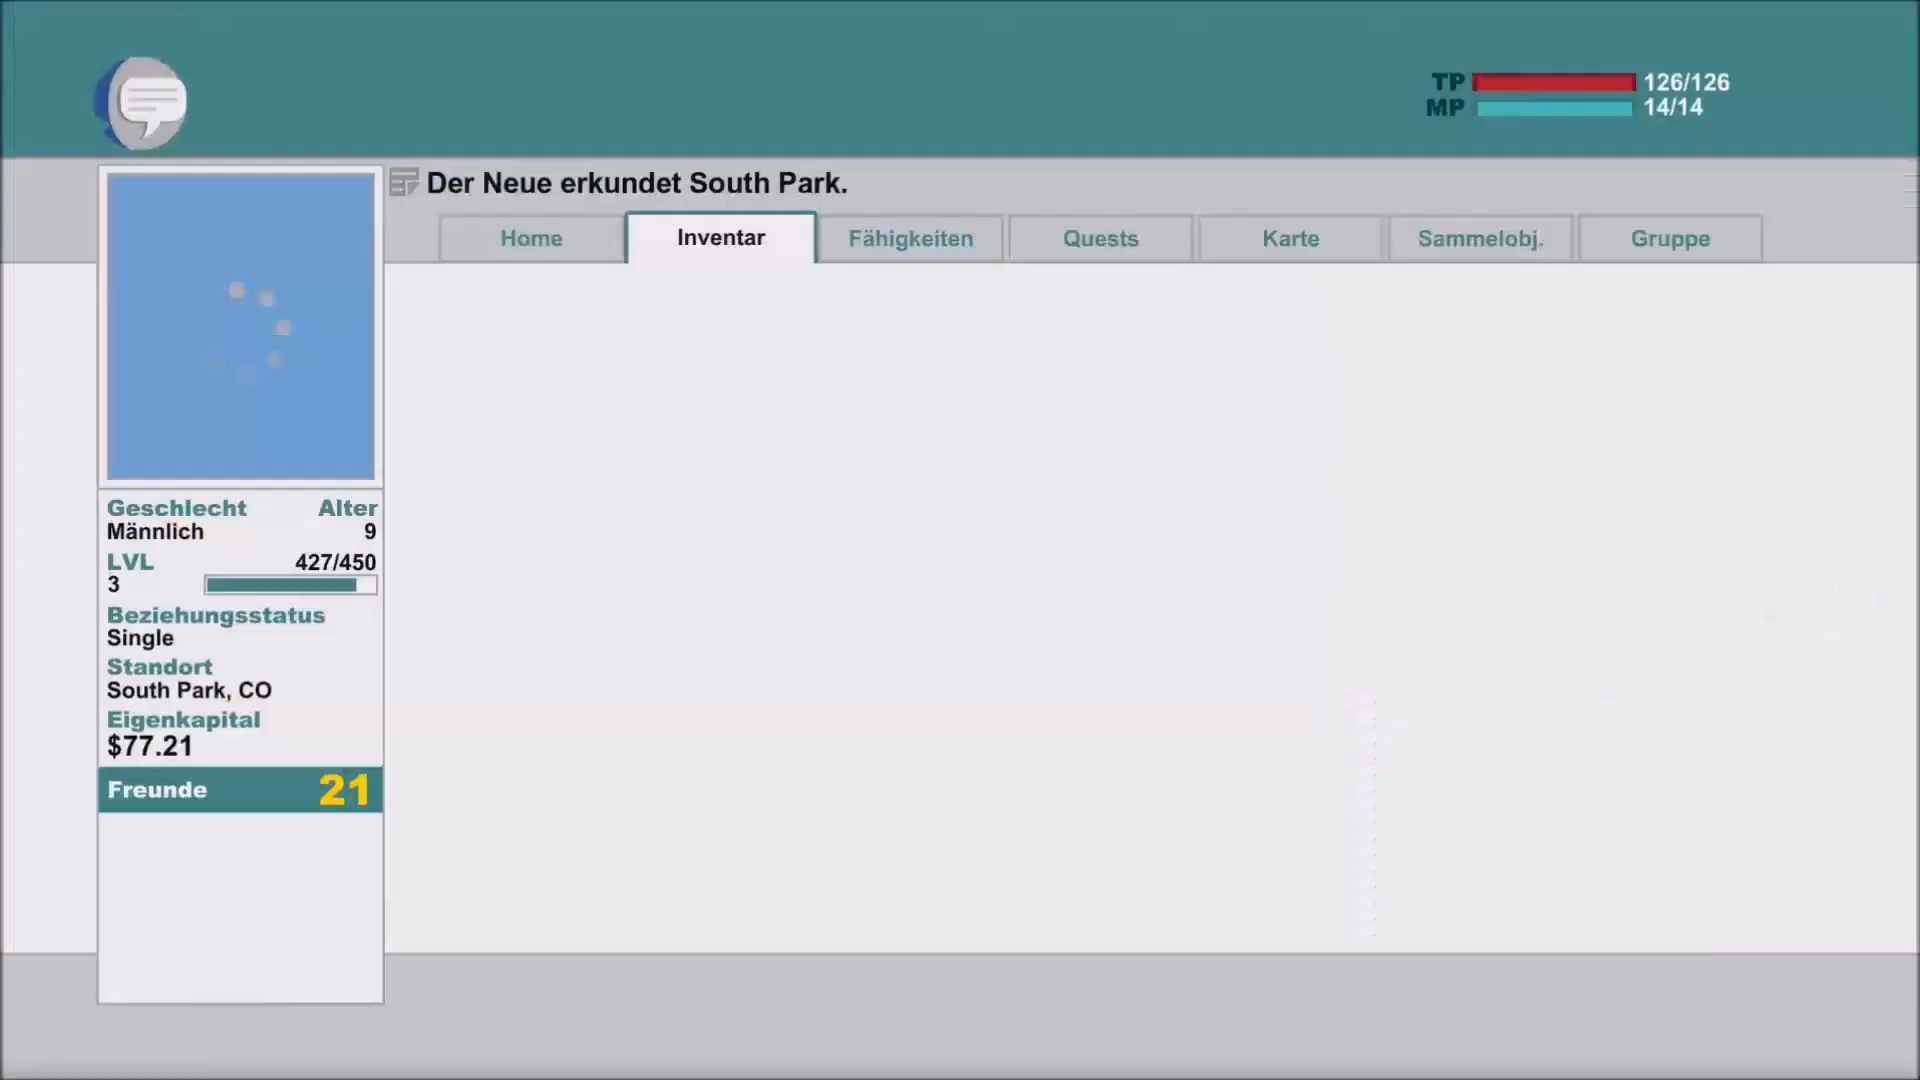 TP 126/126
MP 14/14
Der Neue erkundet South Park.
Home Inventar Fähigkeiten Quests Karte Sammelobj. Gruppe
Geschlecht Alter
Männlich 9
LVL 427/450
3
Beziehungsstatus
Single
Standort
South Park, CO
Eigenkapital
$77.21
Freunde 21